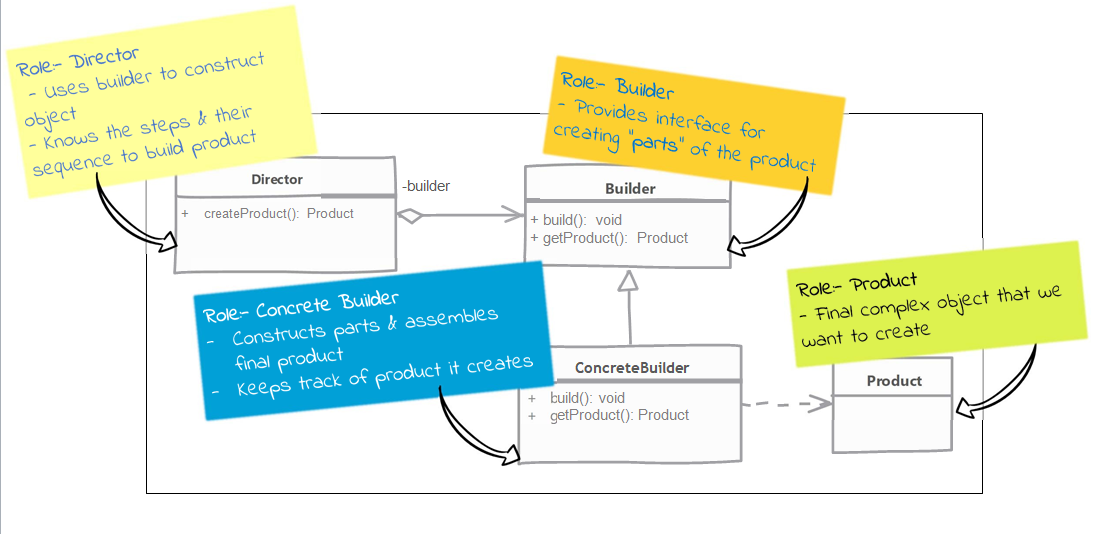 Role:- Director
- Uses builder to construct
object
- Knows the steps & their
sequence to build product
Role:- Builder
- Provides interface for
creating "parts" of the product
Director
+ createProduct(): Product
-builder
Builder
+ build(): void
+ getProduct(): Product
Role:- Concrete Builder
- Constructs parts & assembles
final product
- Keeps track of product it creates
Role:- Product
- Final complex object that we
want to create
ConcreteBuilder
+ build(): void
+ getProduct(): Product
Product